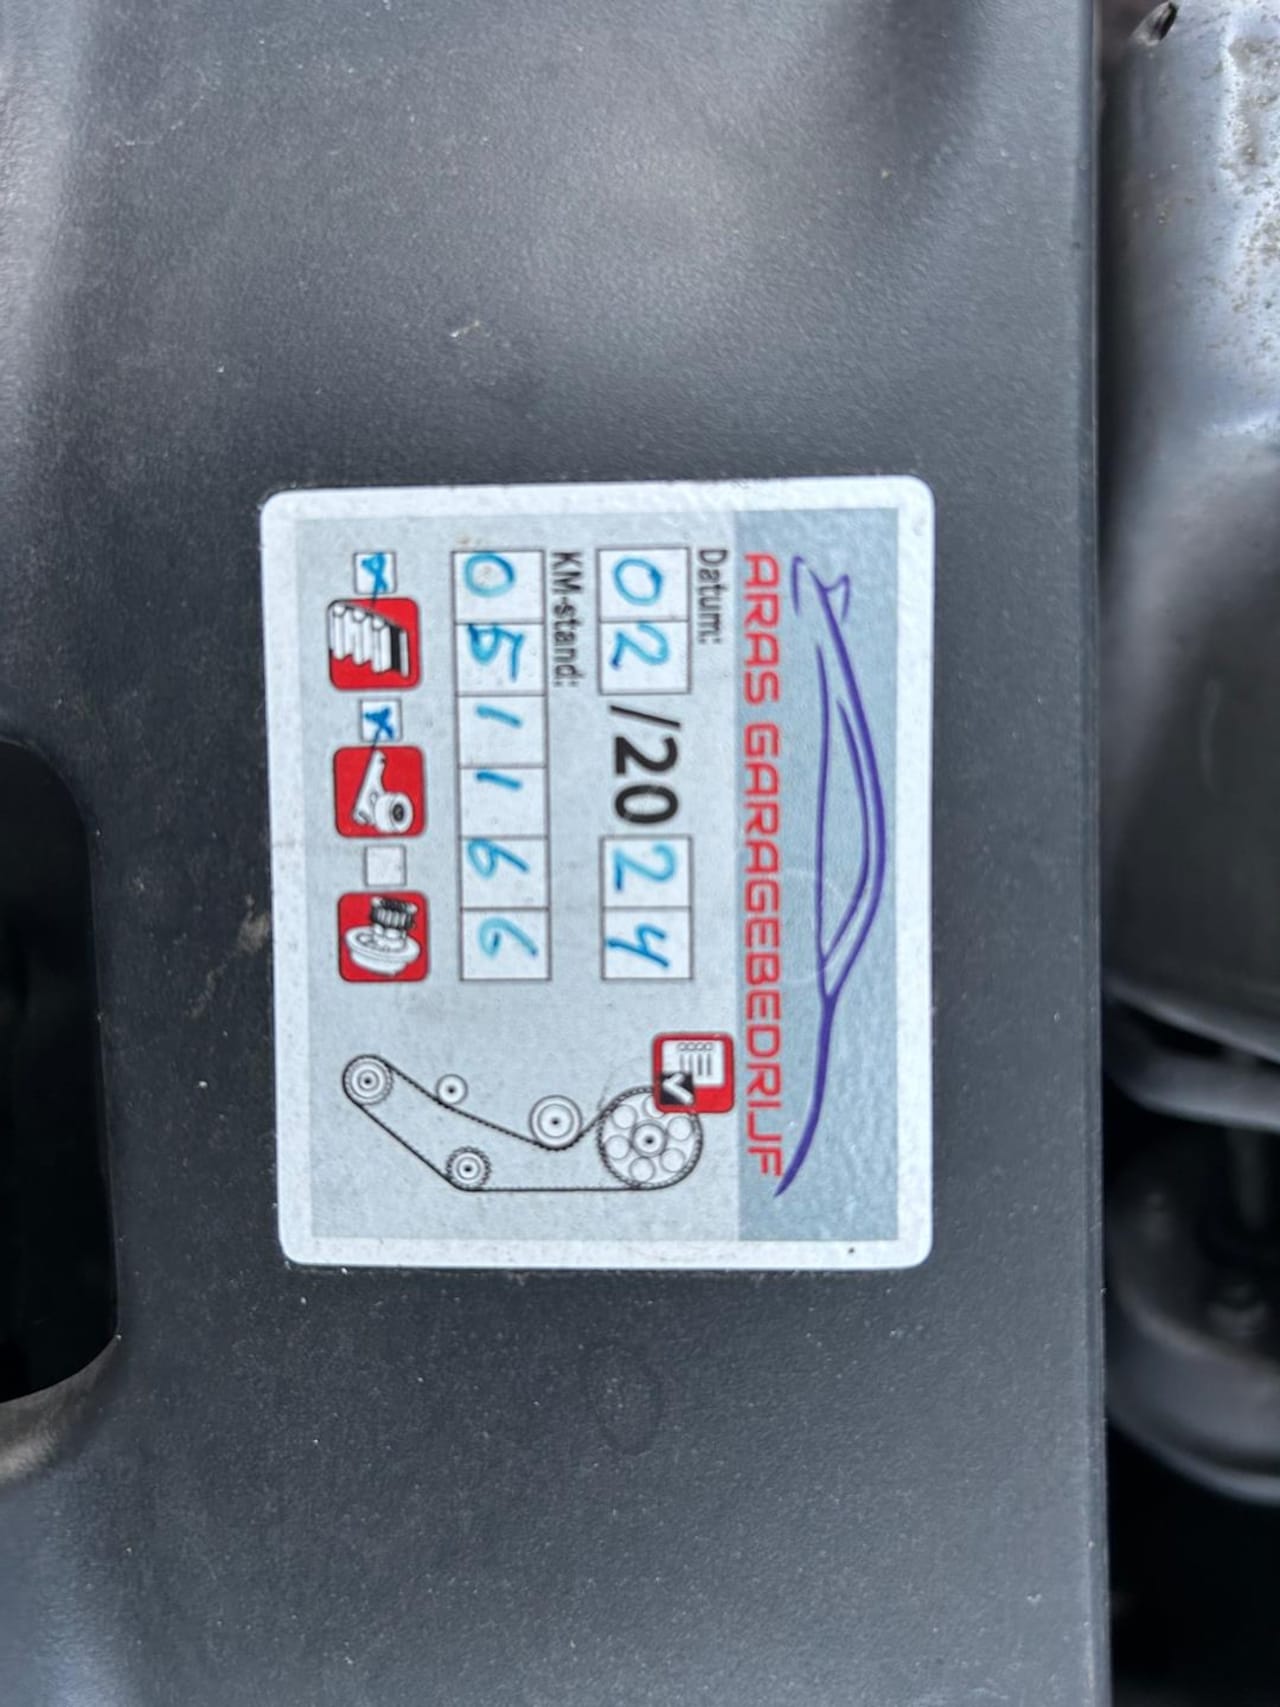 ARAS GARAGEBEDRIJF
Datum:
02/2024
KM-stand:
051166